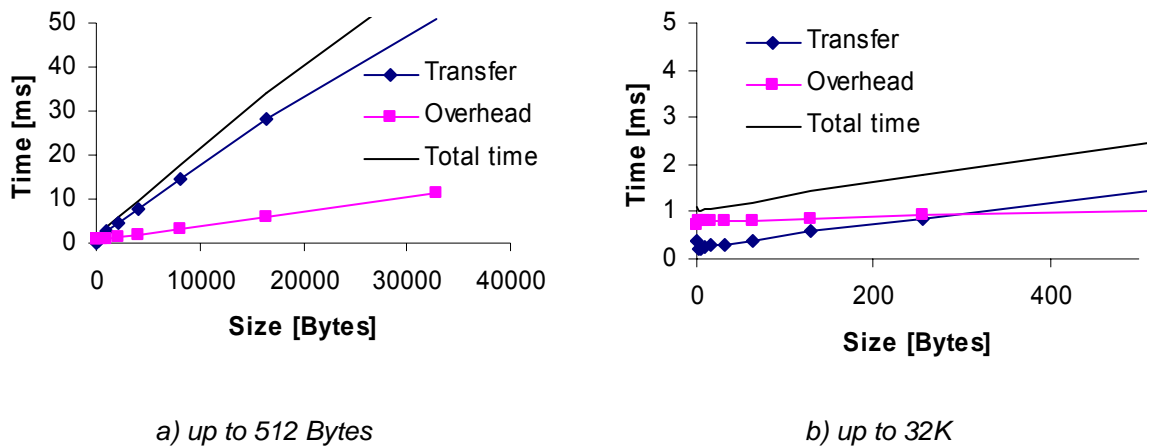 50
40
30
20
10
0
Time [ms]
Transfer
Overhead
Total time
0 10000 20000 30000 40000
Size [Bytes]
a) up to 512 Bytes
5
4
3
2
1
0
Time [ms]
Transfer
Overhead
Total time
0 200 400
Size [Bytes]
b) up to 32K